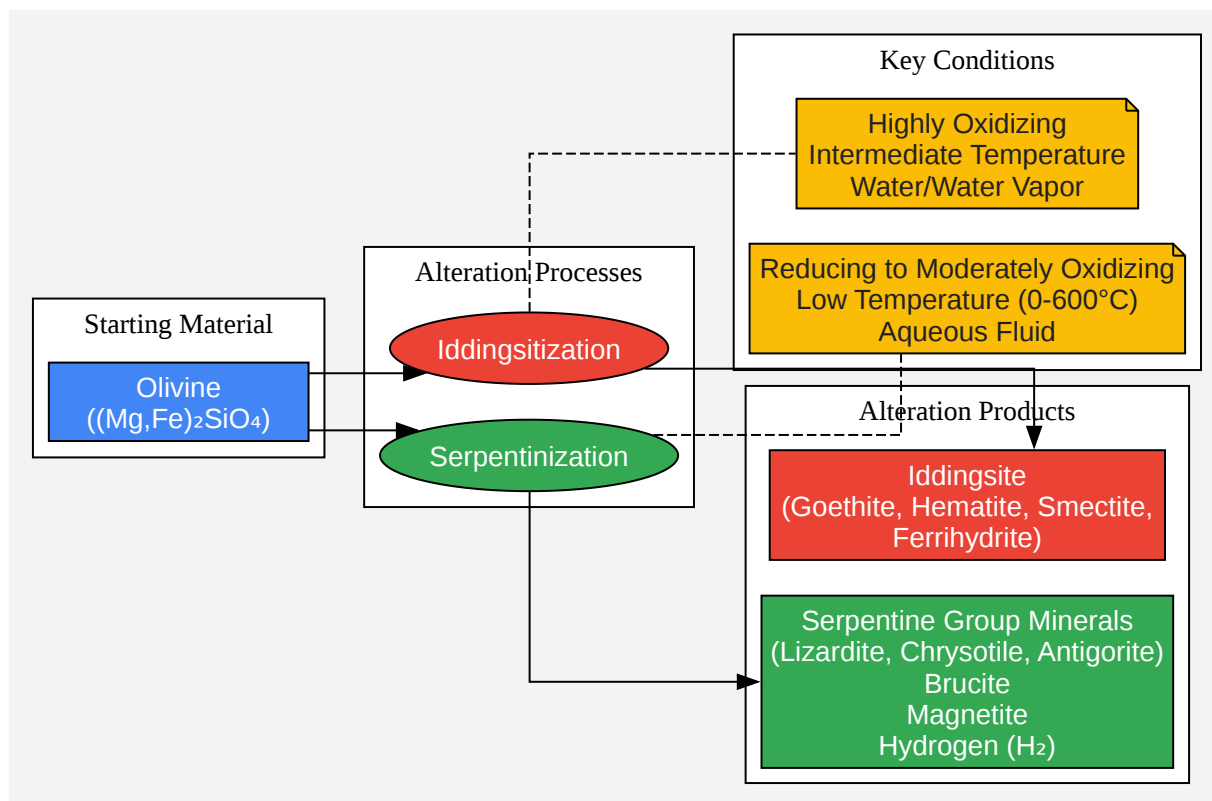 Key Conditions
Highly Oxidizing
Intermediate Temperature
Water/Water Vapor
Reducing to Moderately Oxidizing
Low Temperature (0-600°C)
Aqueous Fluid
Alteration Processes
Iddingsitization
Serpentinization
Starting Material
Olivine
((Mg,Fe)₂SiO₄)
Alteration Products
Iddingsite
(Goethite, Hematite, Smectite,
Ferrihydrite)
Serpentine Group Minerals
(Lizardite, Chrysotile, Antigorite)
Brucite
Magnetite
Hydrogen (H₂)